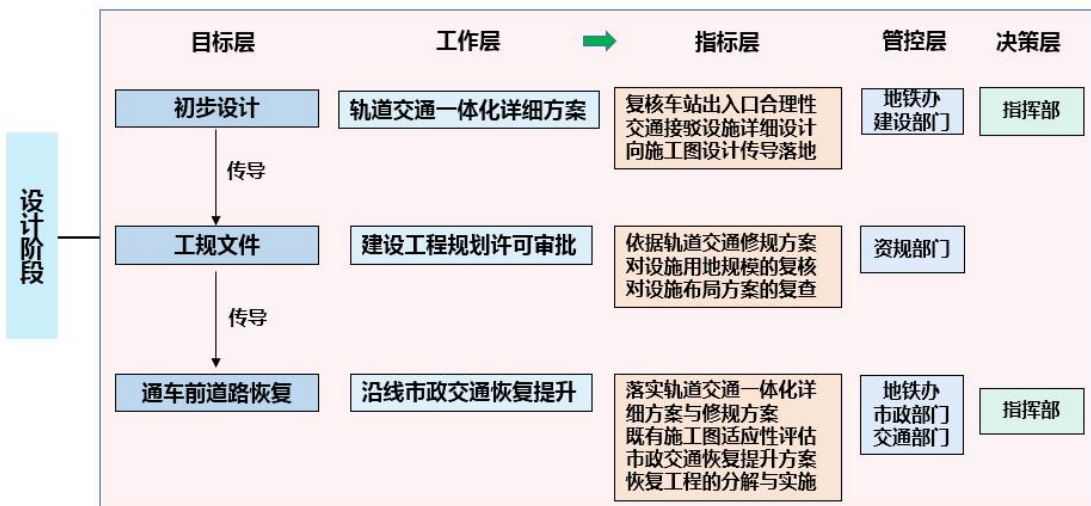 设计阶段
目标层
工作层
指标层
管控层
决策层
初步设计
轨道交通一体化详细方案
复核车站出入口合理性
交通接驳设施详细设计
向施工图设计传导落地
地铁办
建设部门
指挥部
传导
工规文件
建设工程规划许可审批
依据轨道交通修规方案
对设施用地规模的复核
对设施布局方案的复查
资规部门
传导
通车前道路恢复
沿线市政交通恢复提升
落实轨道交通一体化详
细方案与修规方案
既有施工图适应性评估
市政交通恢复提升方案
恢复工程的分解与实施
地铁办
市政部门
交通部门
指挥部